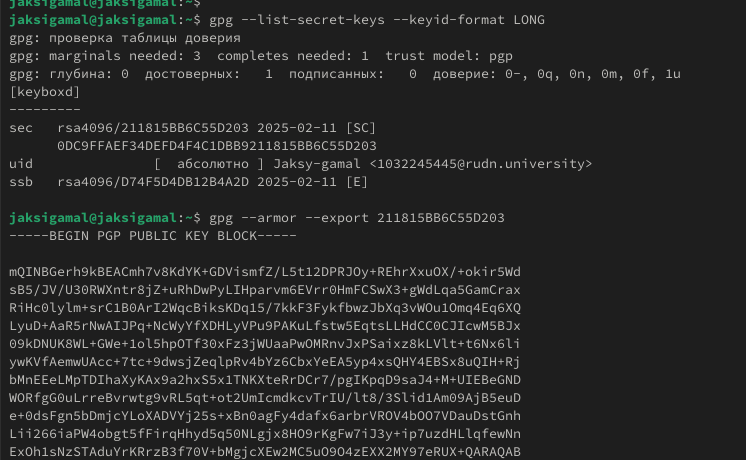 jaksigamal@jaksigamal:~$
jaksigamal@jaksigamal:~$ gpg --list-secret-keys --keyid-format LONG
gpg: проверка таблицы доверия
gpg: marginals needed: 3  completes needed: 1  trust model: pgp
gpg: глубина: 0  достоверных:   1  подписанных:   0  доверие: 0-, 0q, 0n, 0m, 0f, 1u
[keyboxd]
---------
sec   rsa4096/211815BB6C55D203 2025-02-11 [SC]
      0DC9FFAEF34DEFD4F4C1DBB9211815BB6C55D203
uid              [  абсолютно ] Jaksy-gamal <1032245445@rudn.university>
ssb   rsa4096/D74F5D4DB12B4A2D 2025-02-11 [E]
jaksigamal@jaksigamal:~$ gpg --armor --export 211815BB6C55D203
-----BEGIN PGP PUBLIC KEY BLOCK-----
mQINBGerh9kBEACmh7v8KdYK+GDVismfZ/L5t12DPRJOy+REhrXxuOX/+okir5Wd
sB5/JV/U30RWXntr8jZ+uRhDwPyLIHparvm6EVrr0HmFCSwX3+gWdLqa5GamCrax
RiHc0lylm+srC1B0ArI2WqcBiksKDq15/7kkF3FykfbwzJbXq3vWOu1Omq4Eq6XQ
LyuD+AaR5rNwAIJPq+NcWyYfXDHLyVPu9PAKuLfstw5EqtsLLHdCC0CJIcwM5BJx
09kDNUK8WL+GWe+1ol5hpOTf30xFz3jWUaaPwOMRnvJxPSaixz8kLVlt+t6Nx6li
ywKVfAemwUAcc+7tc+9dwsjZeqlpRv4bYz6CbxYeEA5yp4xsQHY4EBSx8uQIH+Rj
bMnEEeLMpTDIhaXyKAx9a2hxS5x1TNKXteRrDCr7/pgIKpqD9saJ4+M+UIEBeGND
WORfgG0uLrreBvrwtg9vRL5qt+ot2UmIcmdkcvTrIU/lt8/3Slid1Am09AjB5euD
e+0dsFgn5bDmjcYLoXADVYj25s+xBn0agFy4dafx6arbrVROV4bOO7VDauDstGnh
Lii266iaPW4obgt5fFirqHhyd5q50NLgjx8HO9rKgFw7iJ3y+ip7uzdHLlqfewNn
ExOh1sNzSTAduYrKRrzB3f70V+bMgjcXEw2MC5uO9O4zEXX2MY97eRUX+QARAQAB